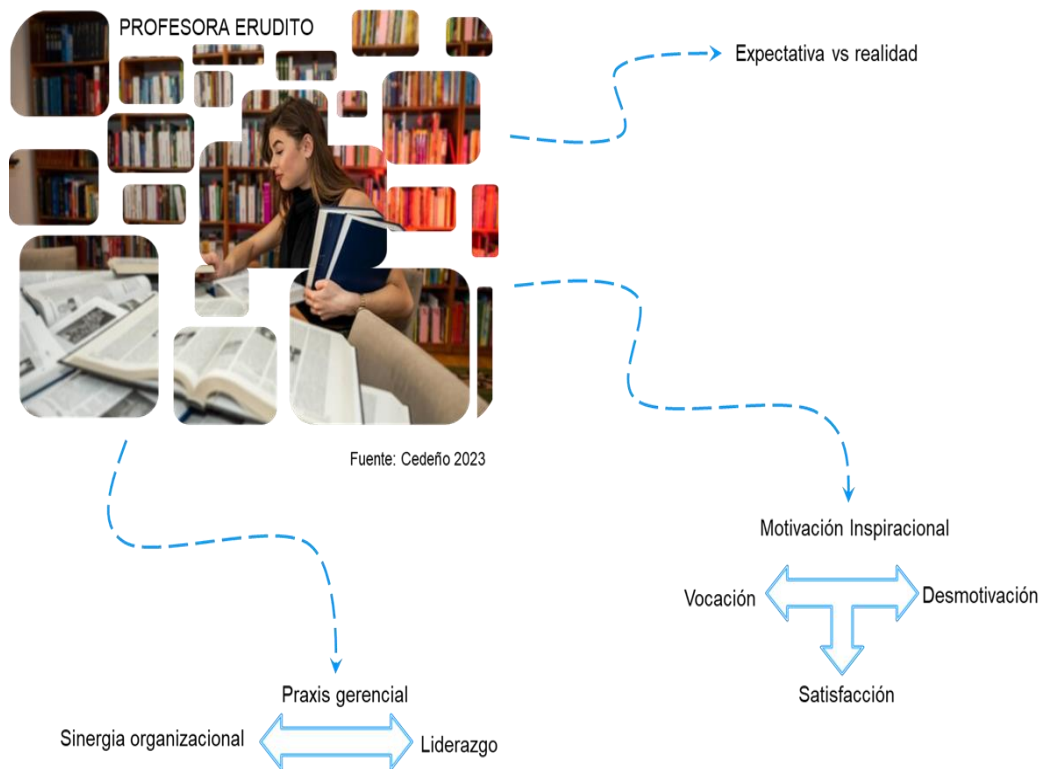 PROFESORA ERUDITO
Expectativa vs realidad
Fuente: Cedeño 2023
Motivación Inspiracional
Vocación
Desmotivación
Satisfacción
Praxis gerencial
Sinergia organizacional
Liderazgo